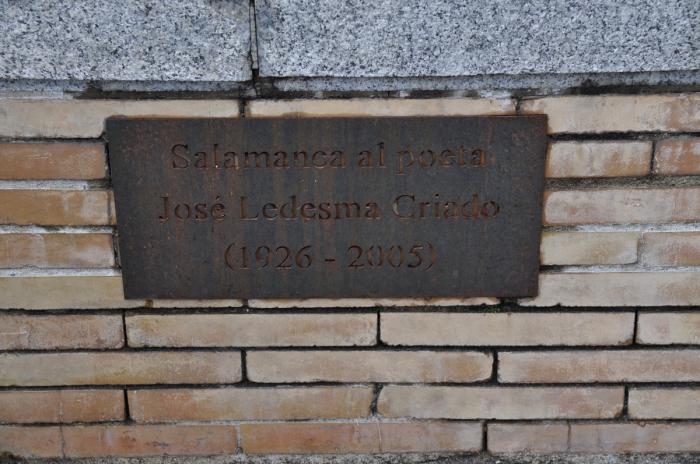 Salamanca al poeta
José Ledesma Criado
(1926 - 2005)